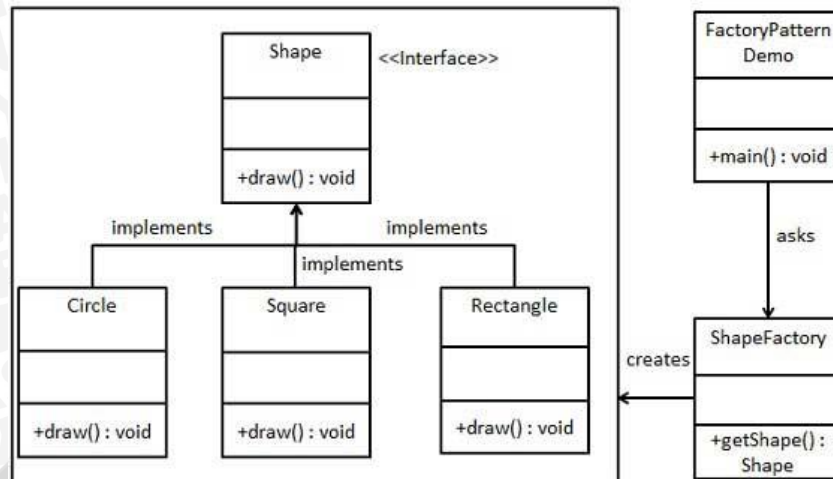 Shape
<<Interface>>
+draw() : void
implements
implements
implements
Circle
+draw() : void
Square
+draw() : void
Rectangle
+draw() : void
FactoryPattern
Demo
+main() : void
asks
ShapeFactory
+getShape() :
Shape
creates